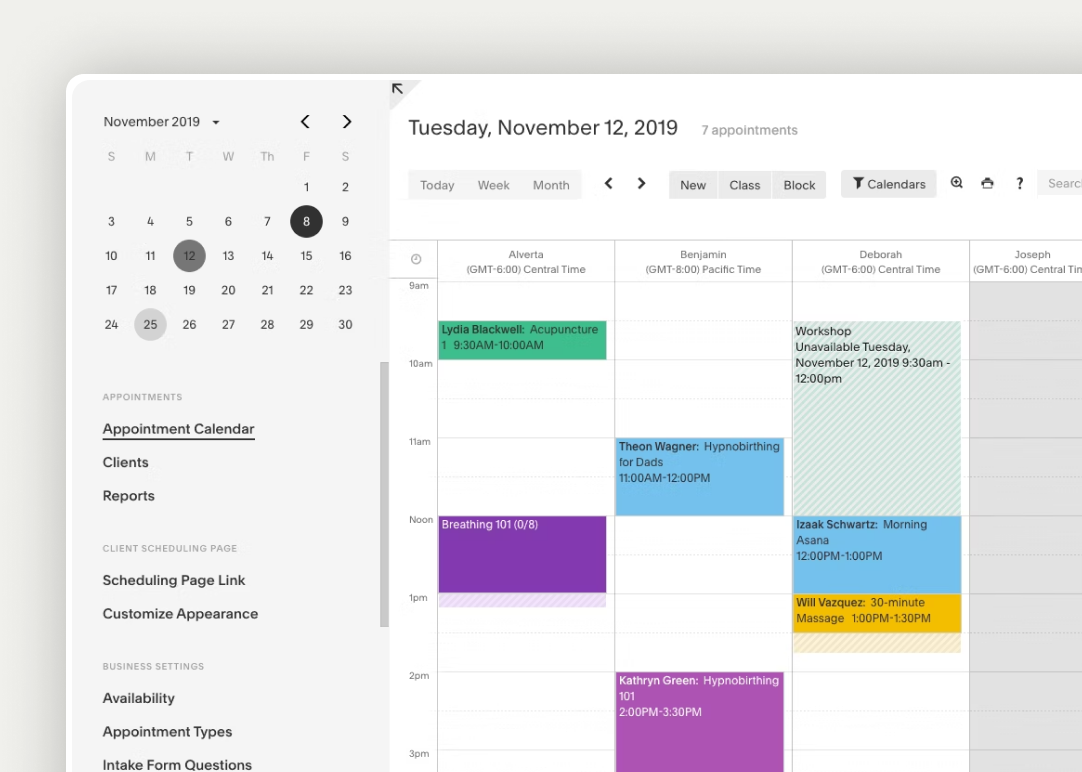 November 2019
S M T W Th F S
1 2
3 4 5 6 7 8 9
10 11 12 13 14 15 16
17 18 19 20 21 22 23
24 25 26 27 28 29 30
APPOINTMENTS
Appointment Calendar
Clients
Reports
CLIENT SCHEDULING PAGE
Scheduling Page Link
Customize Appearance
BUSINESS SETTINGS
Availability
Appointment Types
Intake Form Questions
Tuesday, November 12, 2019 7 appointments
Today Week Month New Class Block Calendars ? Searc
Alverta
(GMT-6:00) Central Time
Benjamin
(GMT-8:00) Pacific Time
Deborah
(GMT-6:00) Central Time
Joseph
(GMT-6:00) Central Tim
9am
10am
11am
Noon
1pm
2pm
3pm
Lydia Blackwell: Acupuncture
1 9:30AM-10:00AM
Breathing 101 (0/8)
Theon Wagner: Hypnobirthing
for Dads
11:00AM-12:00PM
Kathryn Green: Hypnobirthing
101
2:00PM-3:30PM
Workshop
Unavailable Tuesday,
November 12, 2019 9:30am -
12:00pm
Izaak Schwartz: Morning
Asana
12:00PM-1:00PM
Will Vazquez: 30-minute
Massage 1:00PM-1:30PM